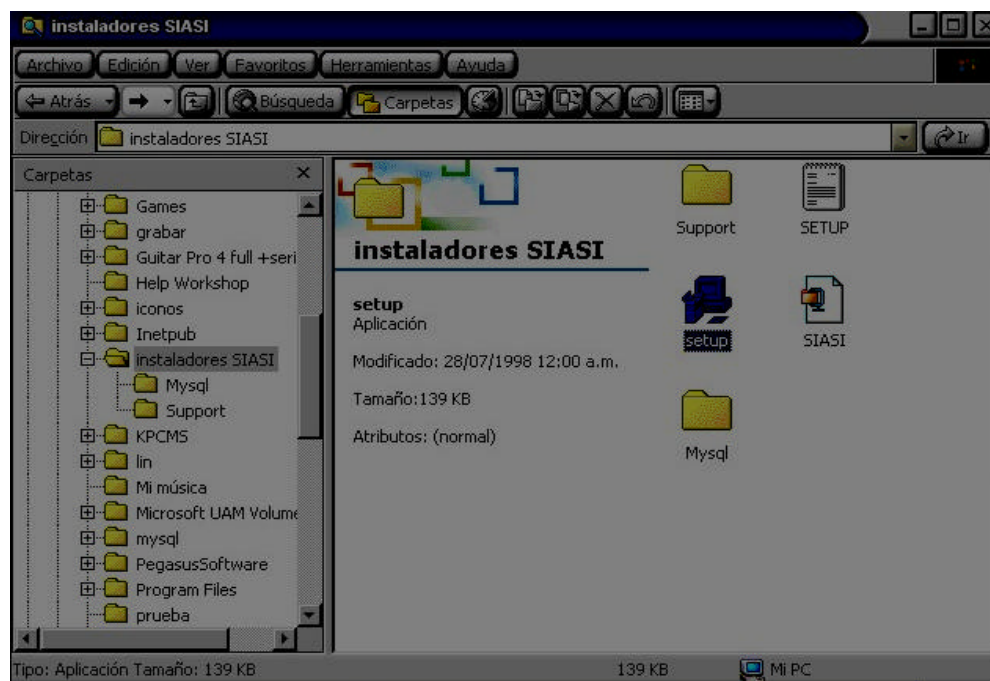 instaladores SIASI
Archivo Edición Ver Favoritos Herramientas Ayuda
Atrás Búsqueda Carpetas
Dirección instaladores SIASI Ir
Carpetas
Games
grabar
Guitar Pro 4 full +seri
Help Workshop
iconos
Inetpub
instaladores SIASI
Mysql
Support
KPCMS
lin
Mi música
Microsoft UAM Volume
mysql
PegasusSoftware
Program Files
prueba
instaladores SIASI
setup
Aplicación
Modificado: 28/07/1998 12:00 a.m.
Tamaño:139 KB
Atributos: (normal)
Support SETUP
setup SIASI
Mysql
Tipo: Aplicación Tamaño: 139 KB 139 KB Mi PC